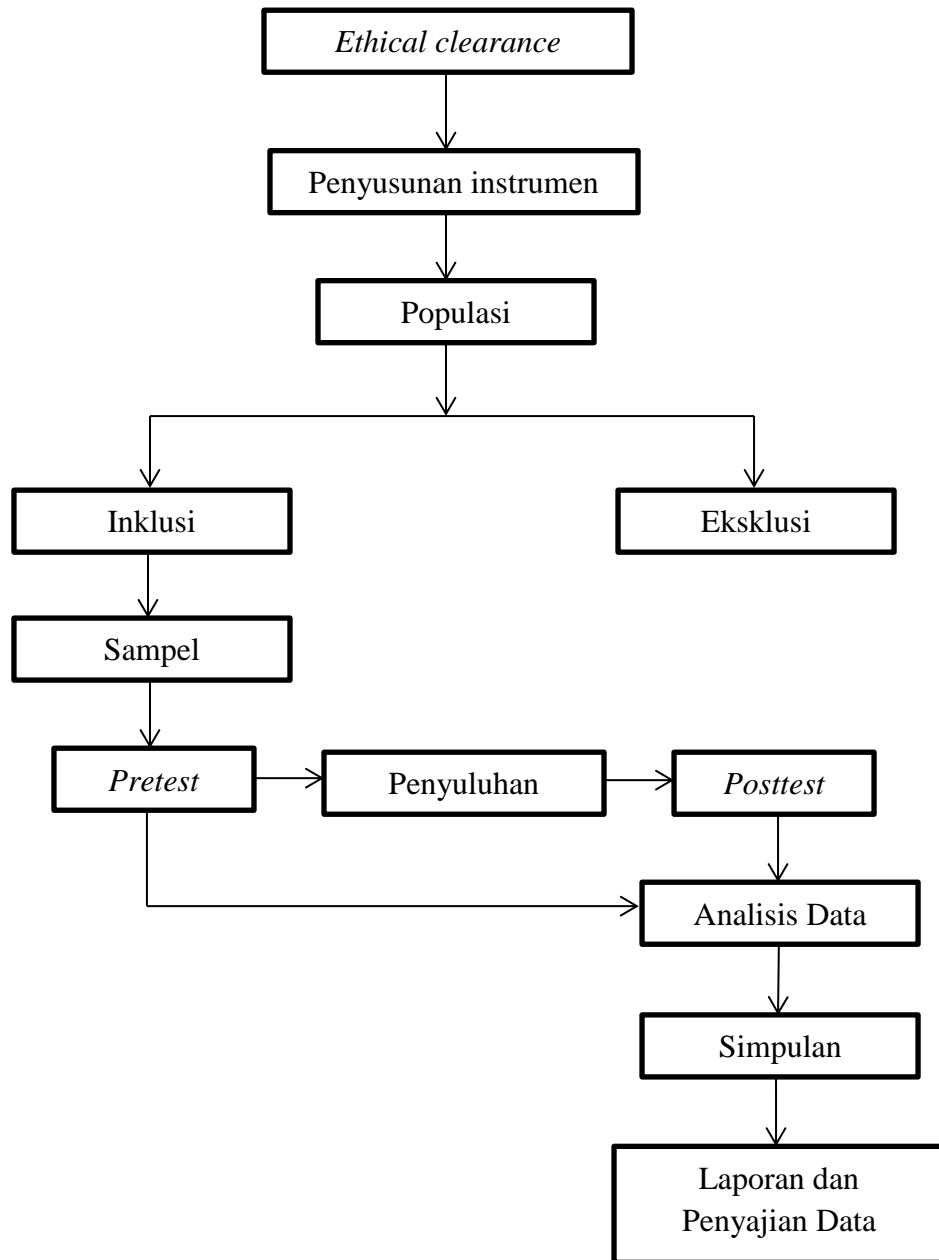 Ethical clearance
Penyusunan instrumen
Populasi
Inklusi
Eksklusi
Sampel
Pretest
Penyuluhan
Posttest
Analisis Data
Simpulan
Laporan dan
Penyajian Data